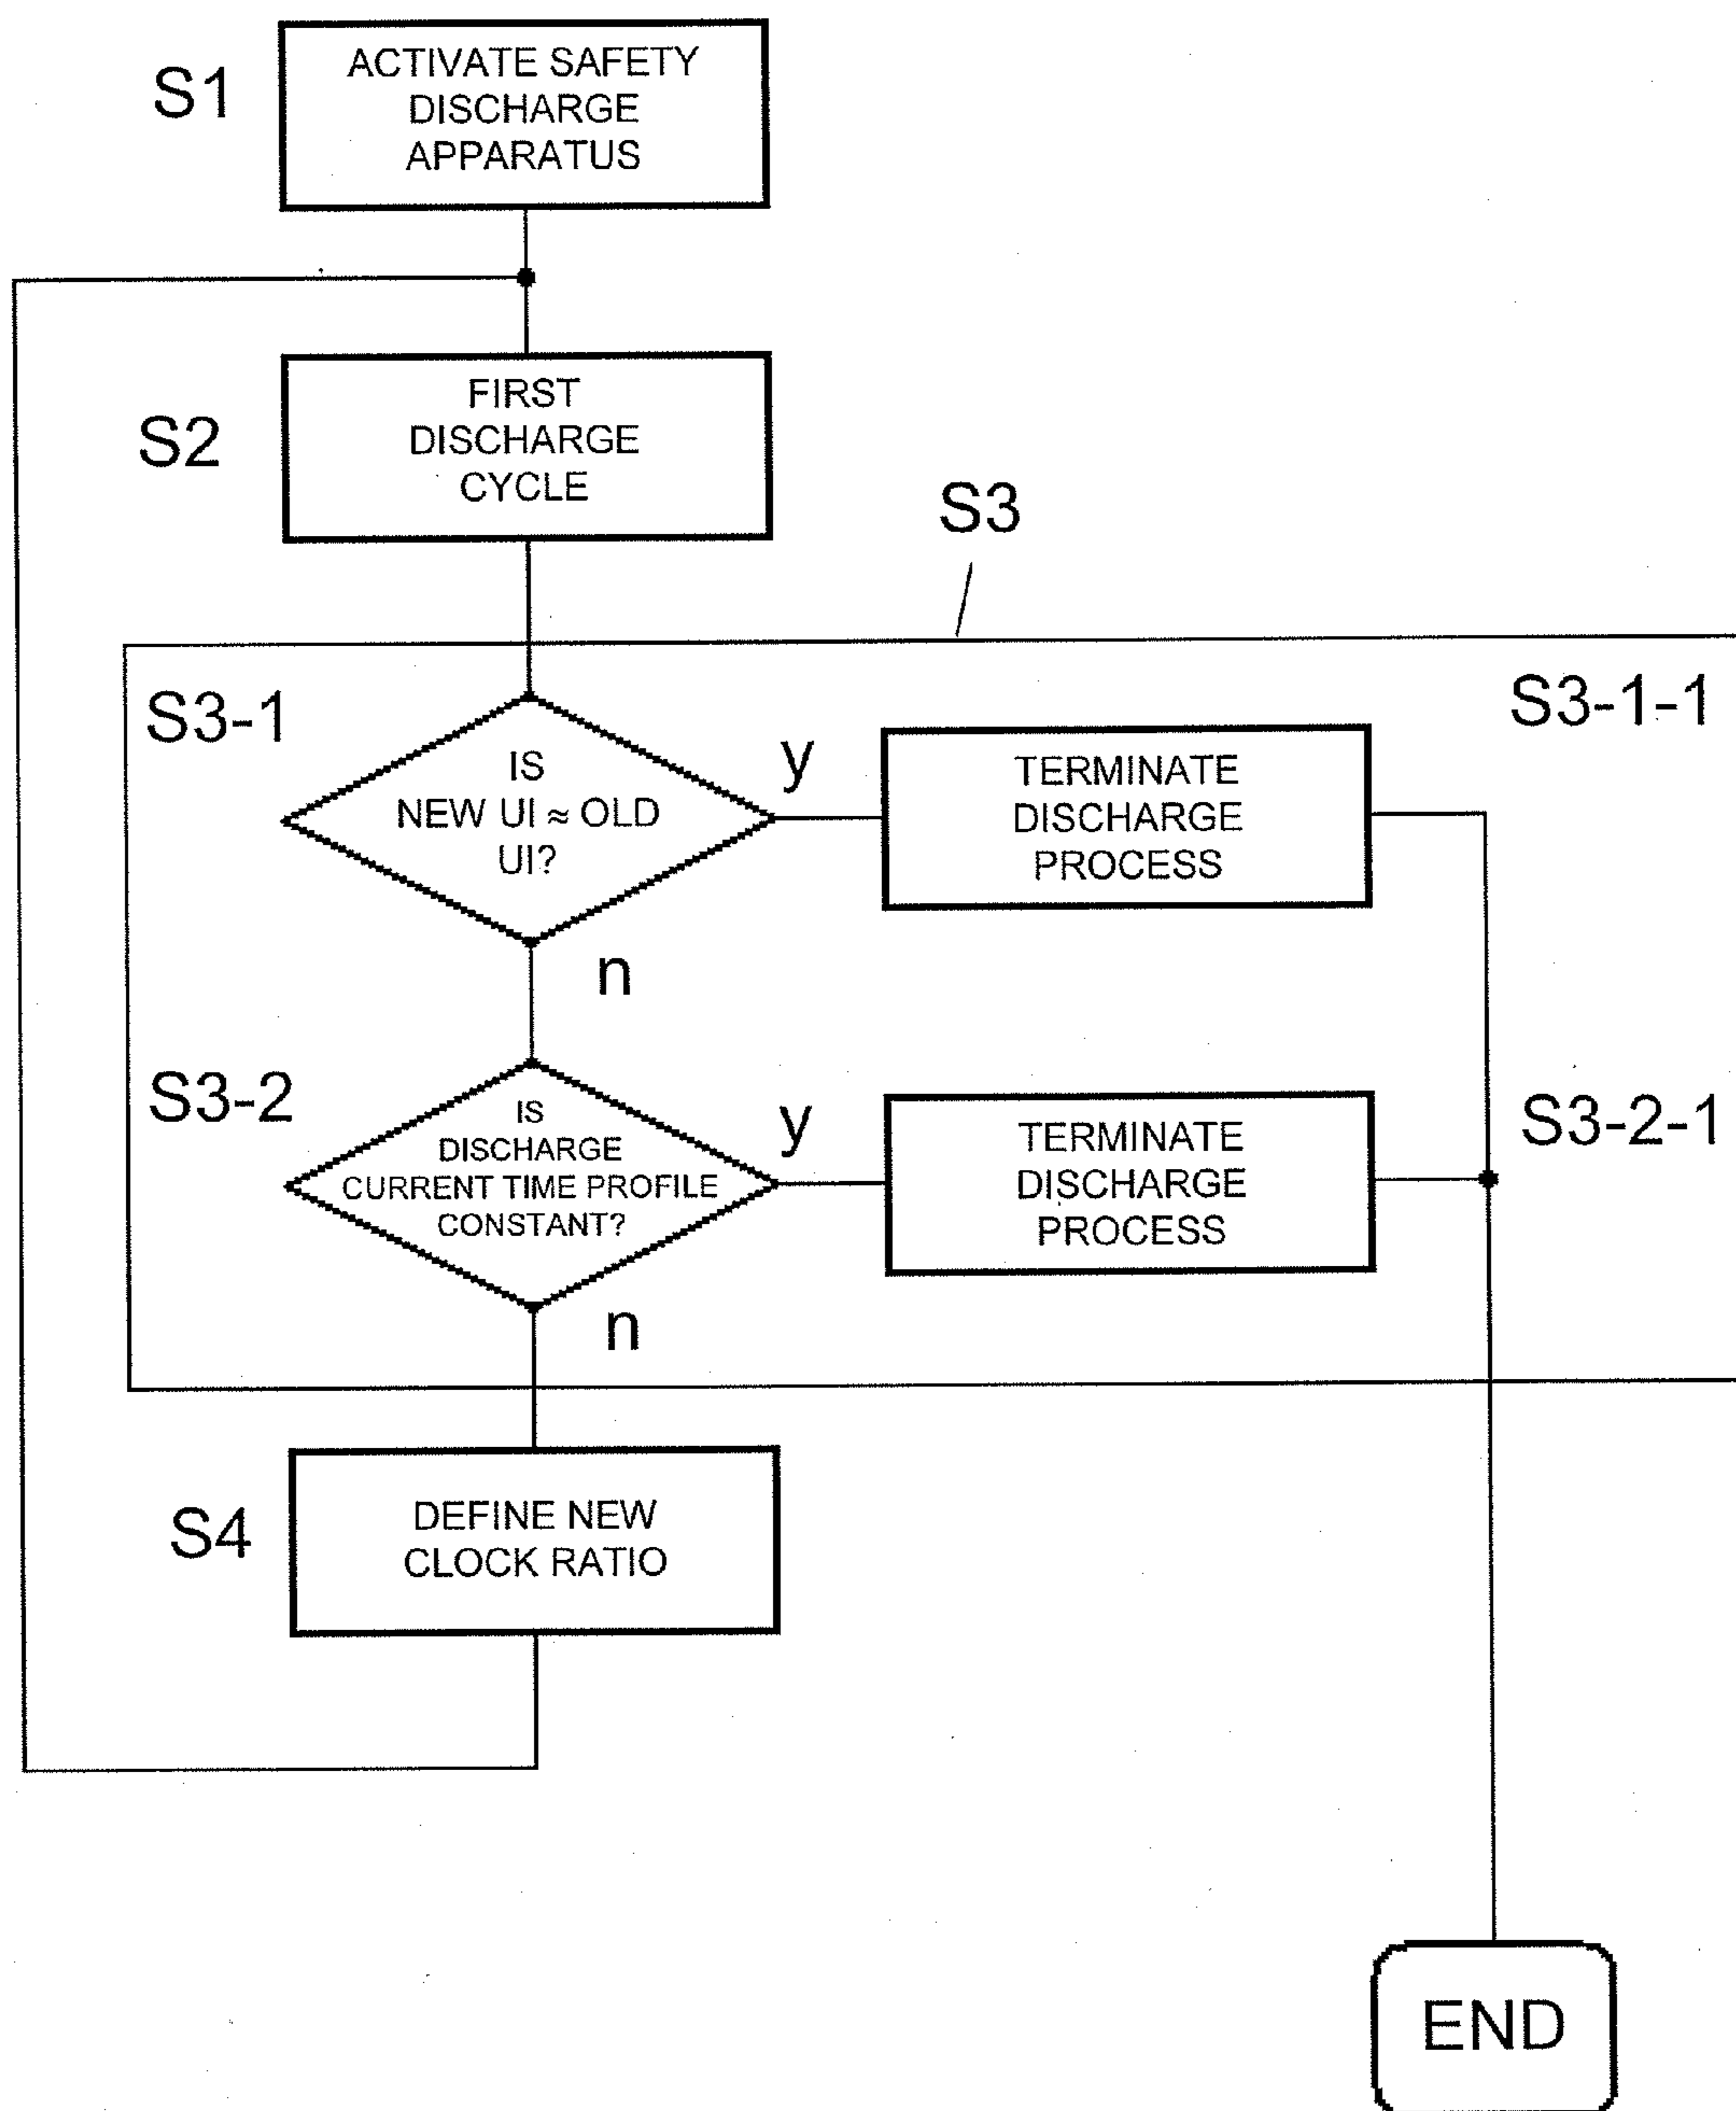 S1
ACTIVATE SAFETY
DISCHARGE
APPARATUS
S2
FIRST
DISCHARGE
CYCLE
S3
S3-1
IS
NEW UI ≈ OLD
UI?
y
n
TERMINATE
DISCHARGE
PROCESS
S3-1-1
S3-2
IS
DISCHARGE
CURRENT TIME PROFILE
CONSTANT?
y
n
TERMINATE
DISCHARGE
PROCESS
S3-2-1
S4
DEFINE NEW
CLOCK RATIO
END